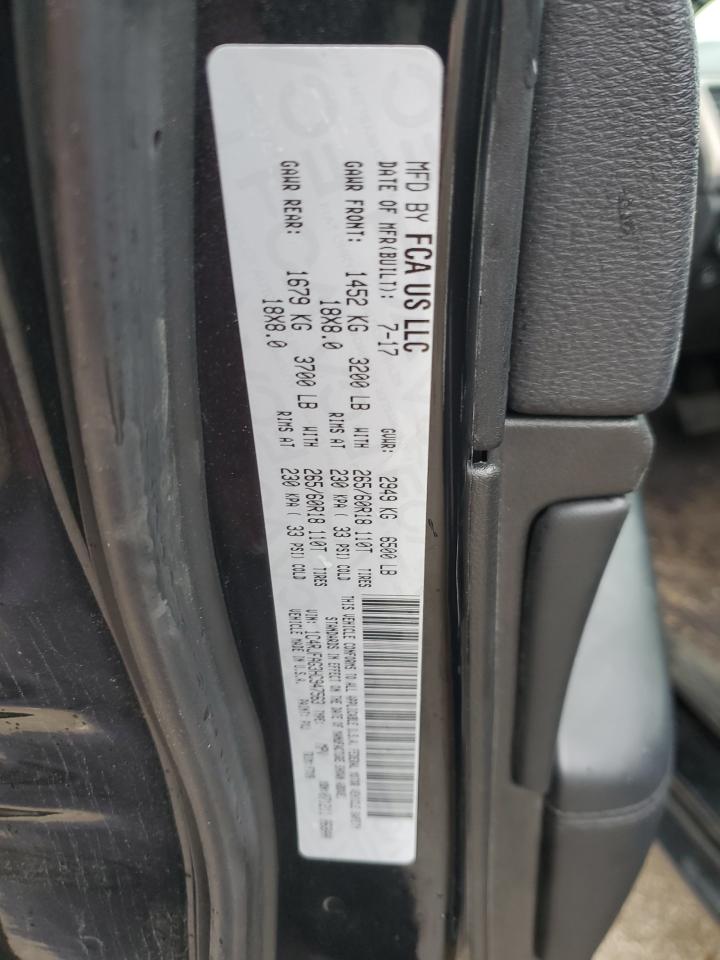 MFD BY FCA US LLC
DATE OF MFR(BUILT): 7-17 GVWR: 2949 KG 6500 LB
GAWR FRONT: 1452 KG 3200 LB WITH 265/60R18 110T TIRES
18X8.0 RIMS AT 230 KPA ( 33 PSI) COLD
GAWR REAR: 1679 KG 3700 LB WITH 265/60R18 110T TIRES
18X8.0 RIMS AT 230 KPA ( 33 PSI) COLD
THIS VEHICLE CONFORMS TO ALL APPLICABLE U.S.A. FEDERAL MOTOR VEHICLE SAFETY
STANDARDS IN EFFECT ON THE DATE OF MANUFACTURE SHOWN ABOVE.
VIN: TYPE: MPV
VEHICLE MADE IN U.S.A. PAINT: